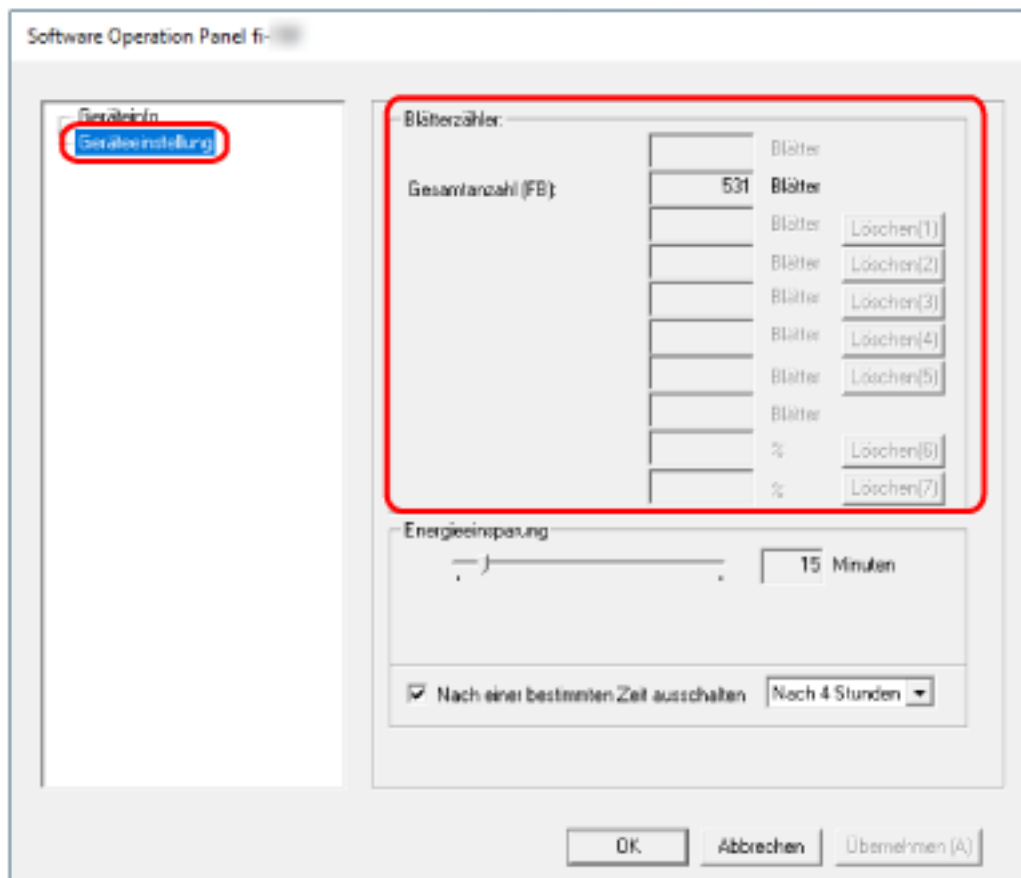 Software Operation Panel fi-
Geräteinfo
Geräteeinstellung
Blätterzähler:
Blätter
Gesamtanzahl (FB): 531 Blätter
Blätter Löschen(1)
Blätter Löschen(2)
Blätter Löschen(3)
Blätter Löschen(4)
Blätter Löschen(5)
Blätter
% Löschen(6)
% Löschen(7)
Energieeinsparung
15 Minuten
Nach einer bestimmten Zeit ausschalten Nach 4 Stunden
OK Abbrechen Übernehmen (A)